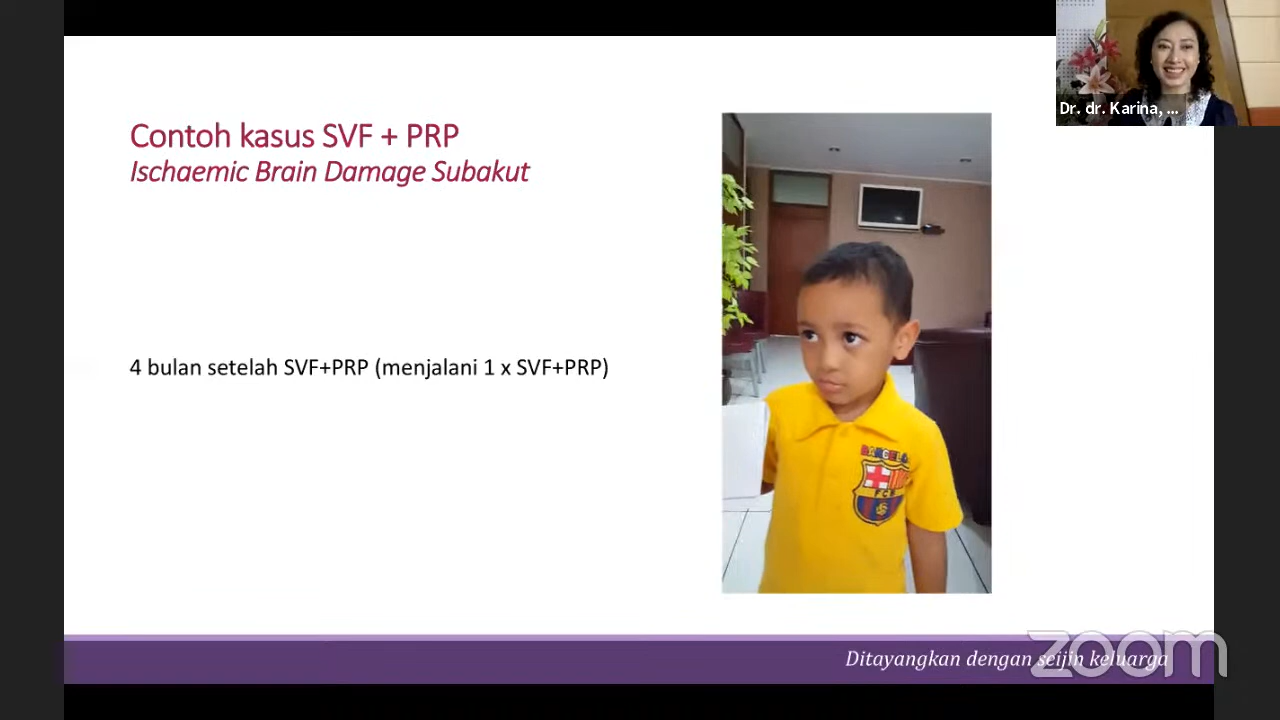 Dr. dr. Karina, ...
Contoh kasus SVF + PRP
Ischaemic Brain Damage Subakut
4 bulan setelah SVF+PRP (menjalani 1 x SVF+PRP)
FCB
Ditayangkan dengan seijin keluarga
zoom